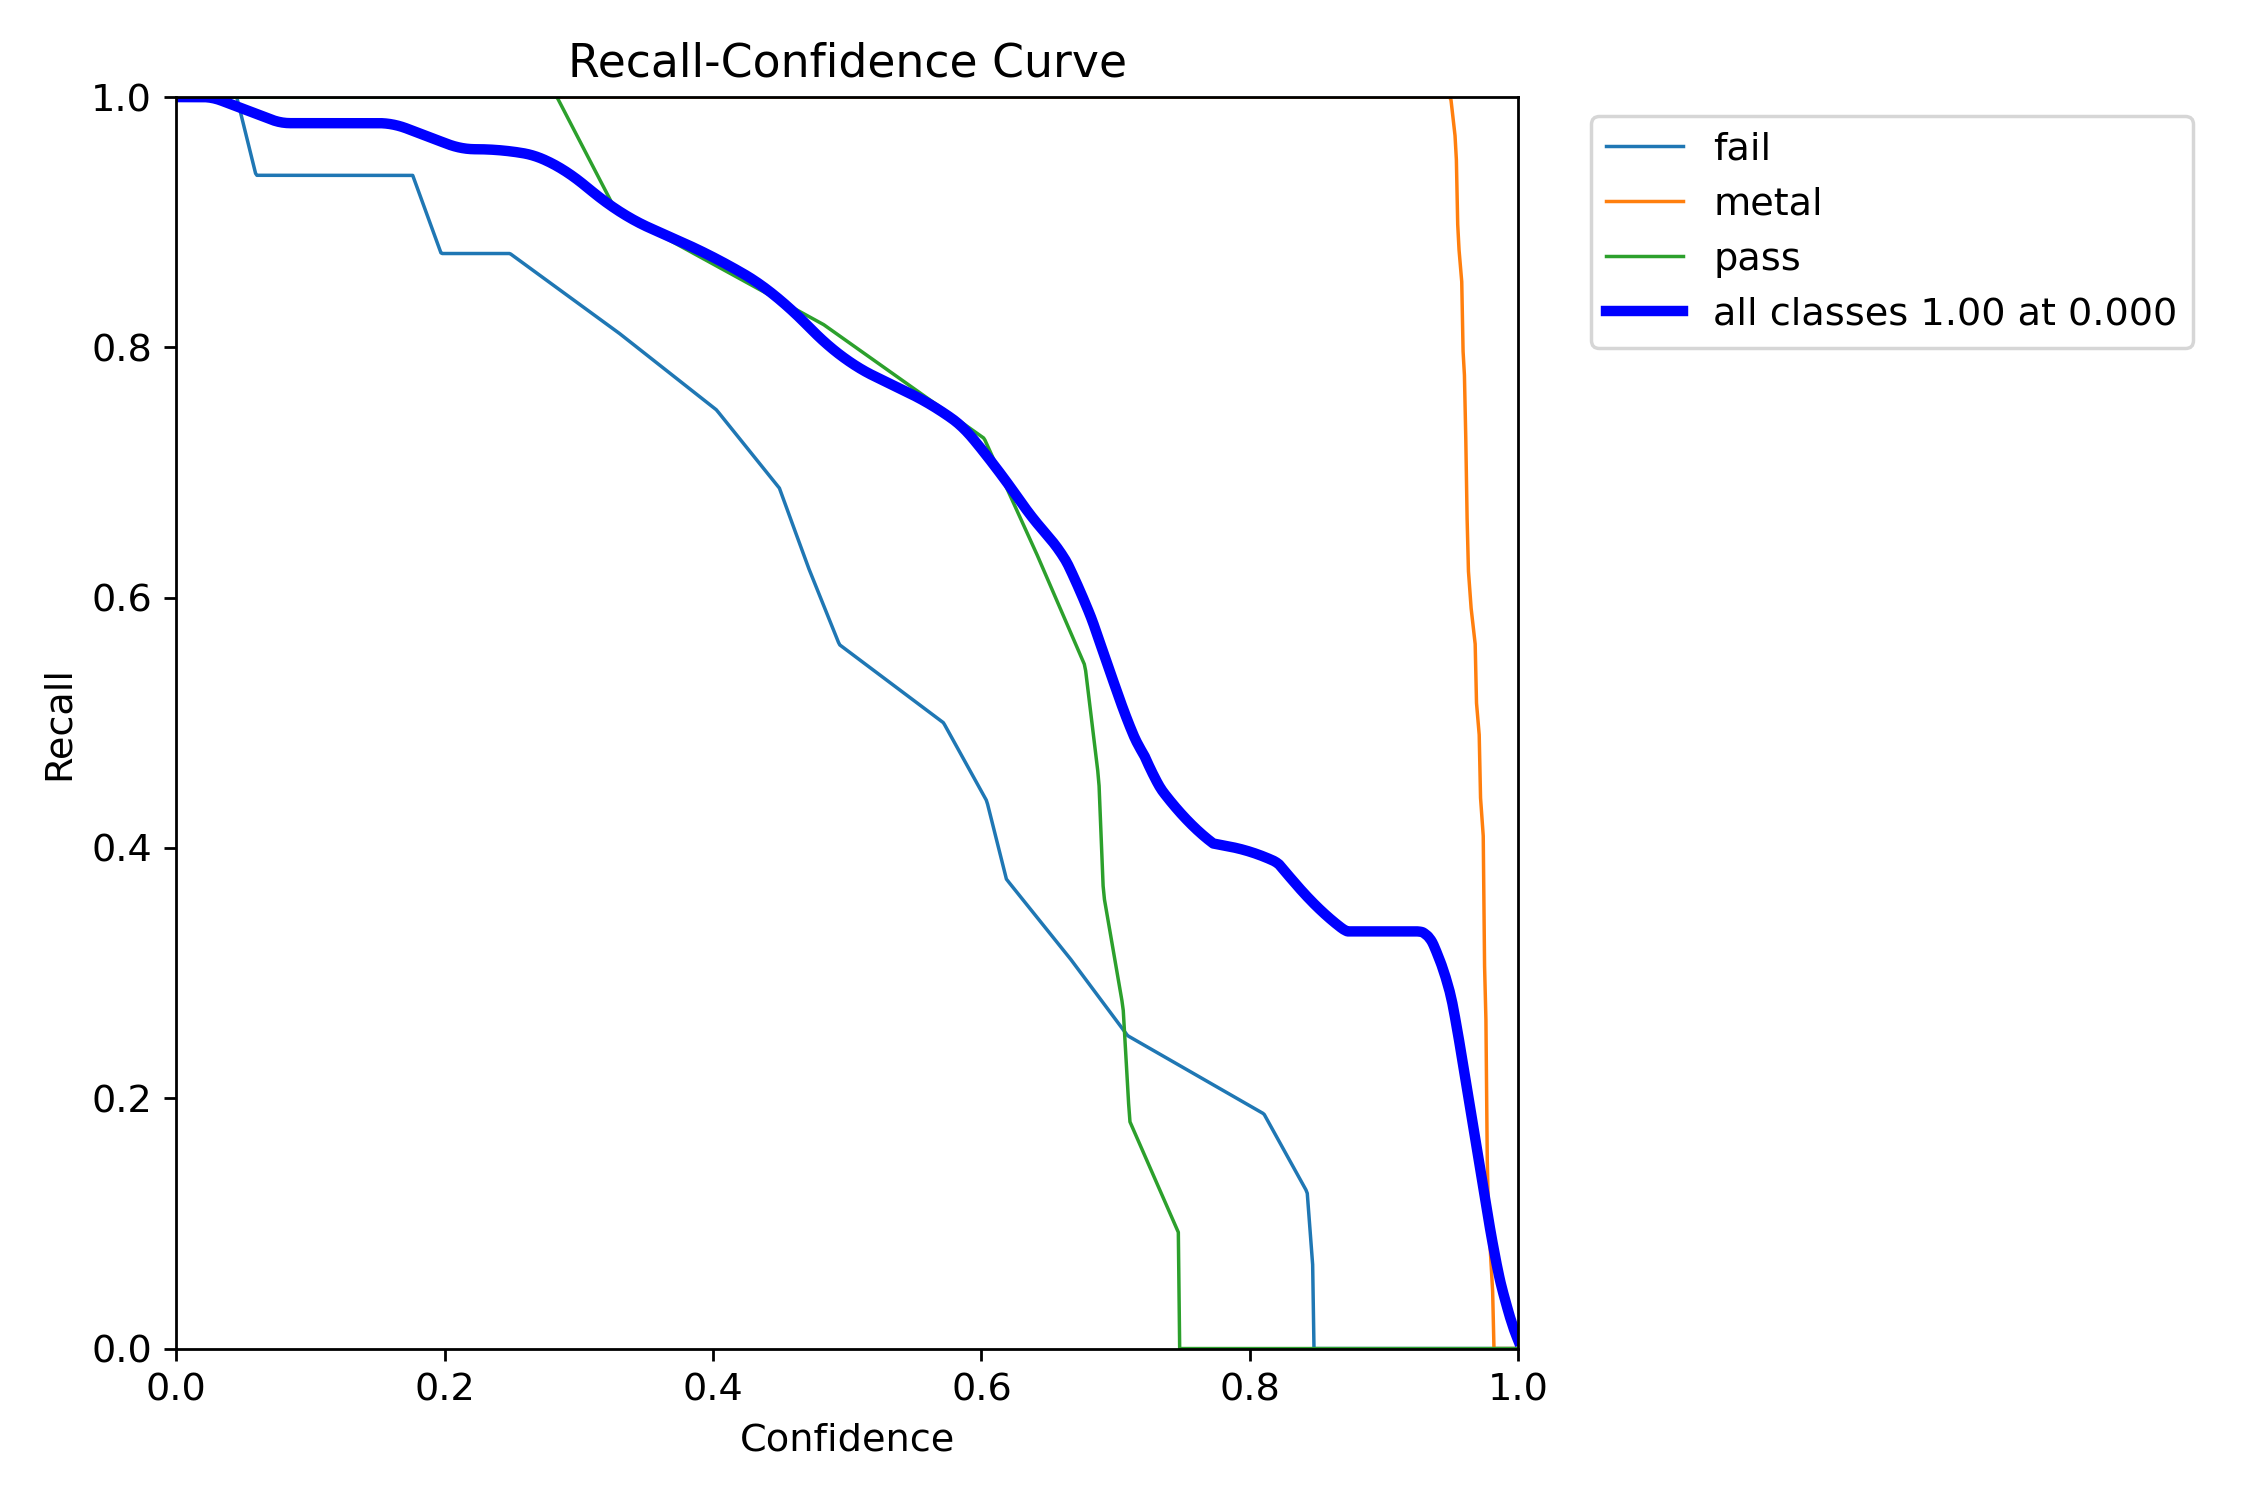 Recall-Confidence Curve
1.0
0.8
0.6
0.4
0.2
0.0
Recall
0.0 0.2 0.4 0.6 0.8 1.0
Confidence
fail
metal
pass
all classes 1.00 at 0.000